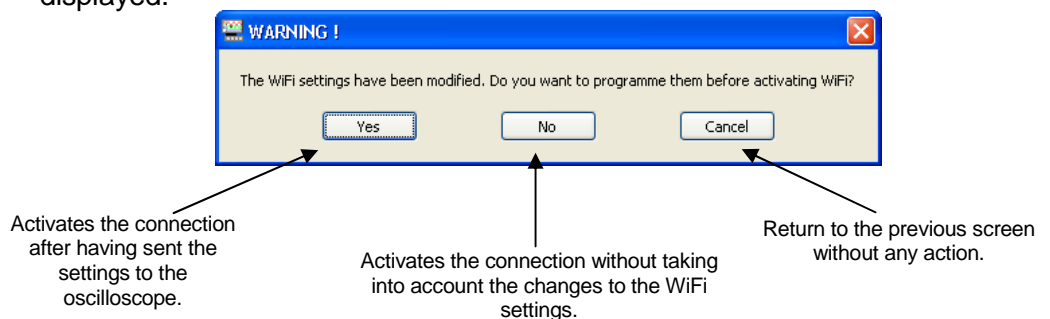 displayed.
WARNING !
The WiFi settings have been modified. Do you want to programme them before activating WiFi?
Yes
No
Cancel
Activates the connection
after having sent the
settings to the
oscilloscope.
Activates the connection without taking
into account the changes to the WiFi
settings.
Return to the previous screen
without any action.